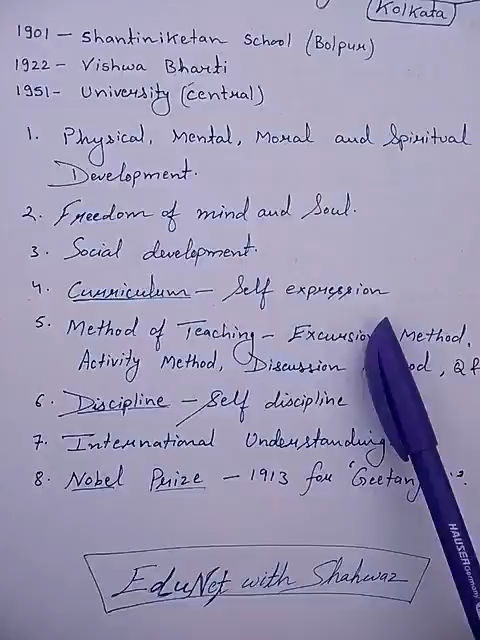 Kolkata
1901 - Shantiniketan School (Bolpur)
1922 - Vishwa Bharti
1951- University (central)
1. Physical, Mental, Moral and Spiritual
Development.
2. Freedom of mind and Soul.
3. Social development.
4. Curriculum - Self expression
5. Method of Teaching - Excursion Method,
Activity Method, Discussion
6. Discipline - Self discipline
7. International Understanding
8. Nobel Prize - 1913 for
EduNet with Shahwaz
HAUSER Germany